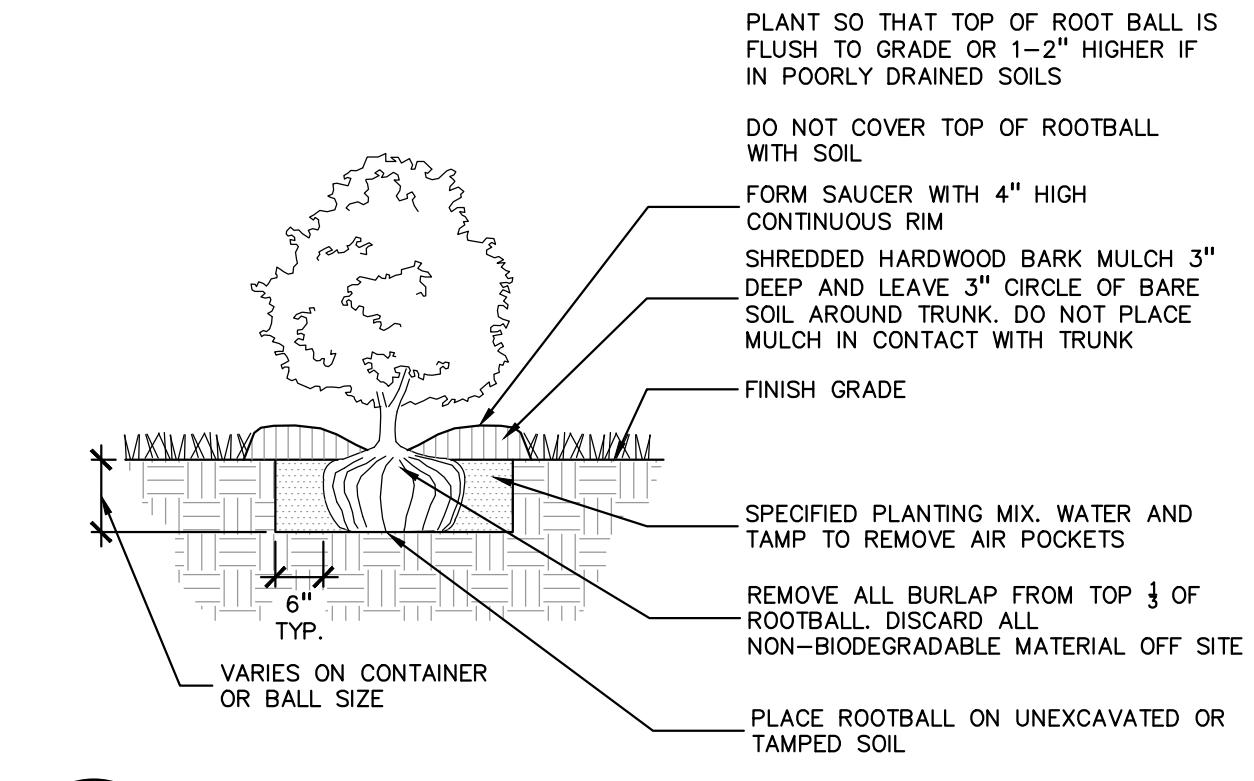 PLANT SO THAT TOP OF ROOT BALL IS
FLUSH TO GRADE OR 1-2" HIGHER IF
IN POORLY DRAINED SOILS
DO NOT COVER TOP OF ROOTBALL
WITH SOIL
FORM SAUCER WITH 4" HIGH
CONTINUOUS RIM
SHREDDED HARDWOOD BARK MULCH 3"
DEEP AND LEAVE 3" CIRCLE OF BARE
SOIL AROUND TRUNK. DO NOT PLACE
MULCH IN CONTACT WITH TRUNK
FINISH GRADE
SPECIFIED PLANTING MIX. WATER AND
TAMP TO REMOVE AIR POCKETS
REMOVE ALL BURLAP FROM TOP 1/3 OF
ROOTBALL. DISCARD ALL
NON-BIODEGRADABLE MATERIAL OFF SITE
PLACE ROOTBALL ON UNEXCAVATED OR
TAMPED SOIL
6"
TYP.
VARIES ON CONTAINER
OR BALL SIZE